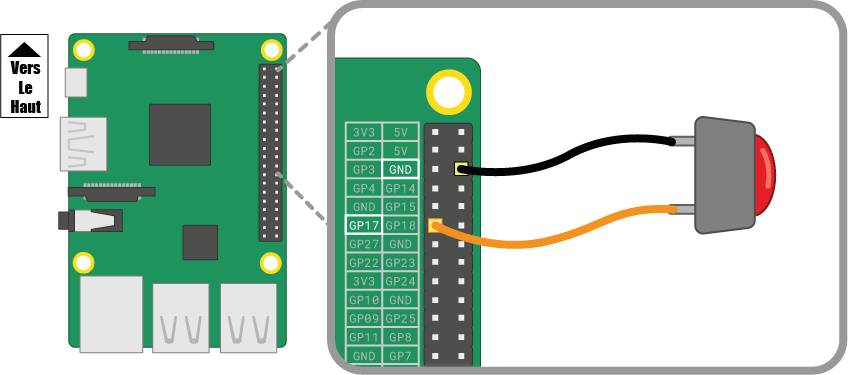 Vers
Le
Haut
3V3 5V
GP2 5V
GP3 GND
GP4 GP14
GND GP15
GP17 GP18
GP27 GND
GP22 GP23
3V3 GP24
GP10 GND
GP09 GP25
GP11 GP8
GND GP7